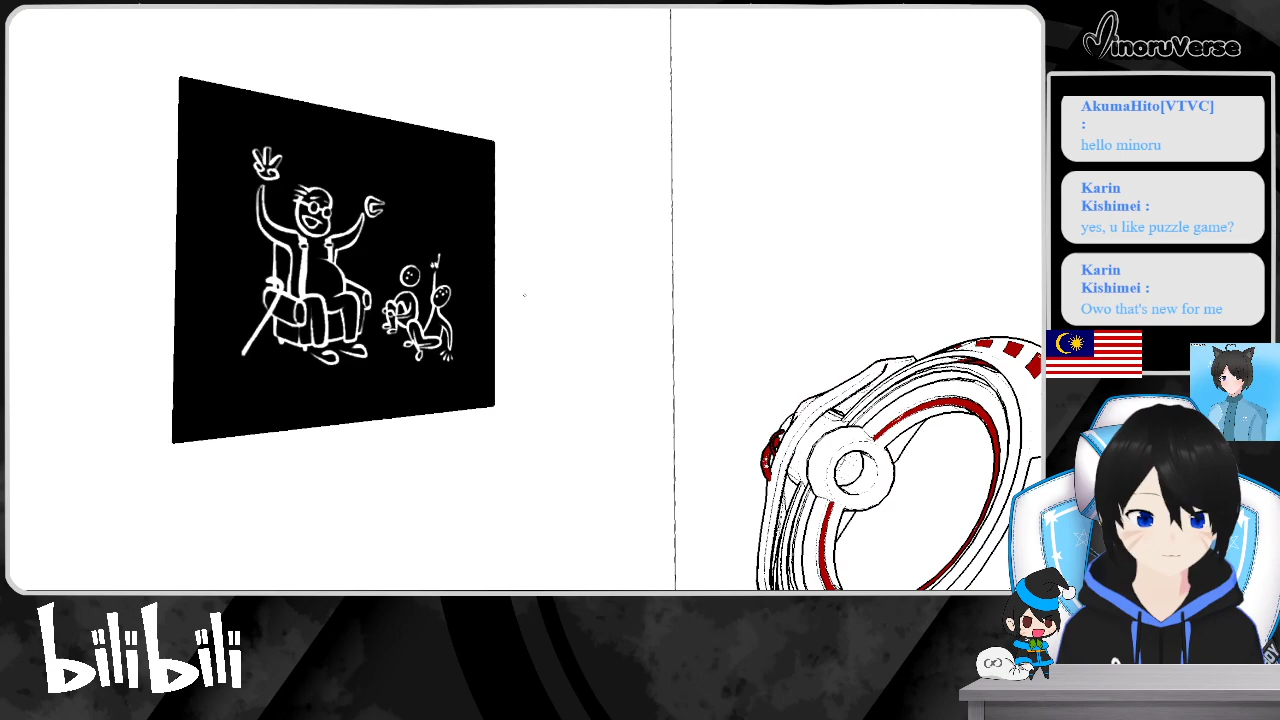 MinoruVerse
AkumaHito[VTVC]
:
hello minoru
Karin
Kishimei :
yes, u like puzzle game?
Karin
Kishimei :
Owo that's new for me
bilibili